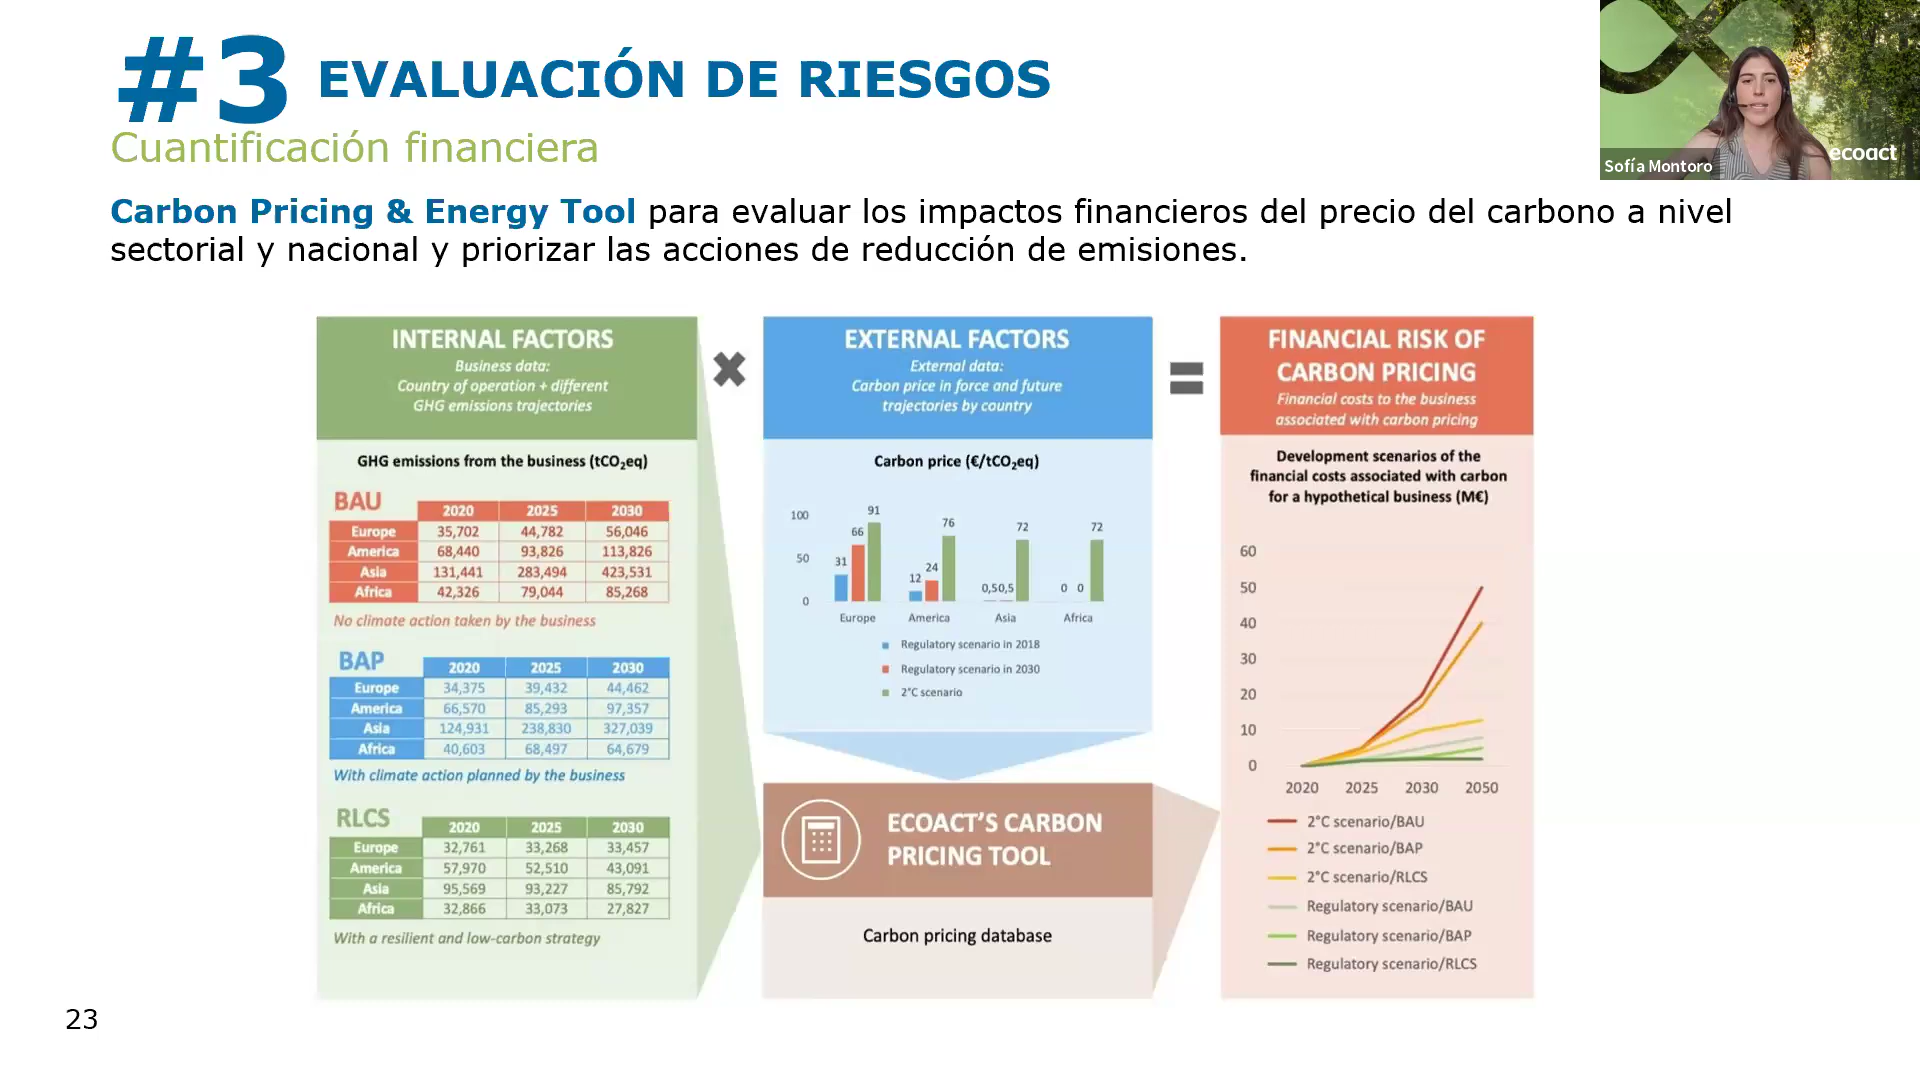 #3 EVALUACIÓN DE RIESGOS
Cuantificación financiera
Carbon Pricing & Energy Tool para evaluar los impactos financieros del precio del carbono a nivel
sectorial y nacional y priorizar las acciones de reducción de emisiones.
Sofía Montoro
ecoact
INTERNAL FACTORS
Business data:
Country of operation + different
GHG emissions trajectories
GHG emissions from the business (tCO₂eq)
BAU
2020 2025 2030
Europe 35,702 44,782 56,046
America 68,440 93,826 113,826
Asia 131,441 283,494 423,531
Africa 42,326 79,044 85,268
No climate action taken by the business
BAP
2020 2025 2030
Europe 34,375 39,432 44,462
America 66,570 85,293 97,357
Asia 124,931 238,830 327,039
Africa 40,603 68,497 64,679
With climate action planned by the business
RLCS
2020 2025 2030
Europe 32,761 33,268 33,457
America 57,970 52,510 43,091
Asia 95,569 93,227 85,792
Africa 32,866 33,073 27,827
With a resilient and low-carbon strategy
EXTERNAL FACTORS
External data:
Carbon price in force and future
trajectories by country
Carbon price (€/tCO₂eq)
100
50
0
31 66 91
12 24 76
0,5 0,5 72
0 0 72
Europe America Asia Africa
Regulatory scenario in 2018
Regulatory scenario in 2030
2°C scenario
ECOACT'S CARBON
PRICING TOOL
Carbon pricing database
FINANCIAL RISK OF
CARBON PRICING
Financial costs to the business
associated with carbon pricing
Development scenarios of the
financial costs associated with carbon
for a hypothetical business (M€)
60
50
40
30
20
10
0
2020 2025 2030 2050
2°C scenario/BAU
2°C scenario/BAP
2°C scenario/RLCS
Regulatory scenario/BAU
Regulatory scenario/BAP
Regulatory scenario/RLCS
23